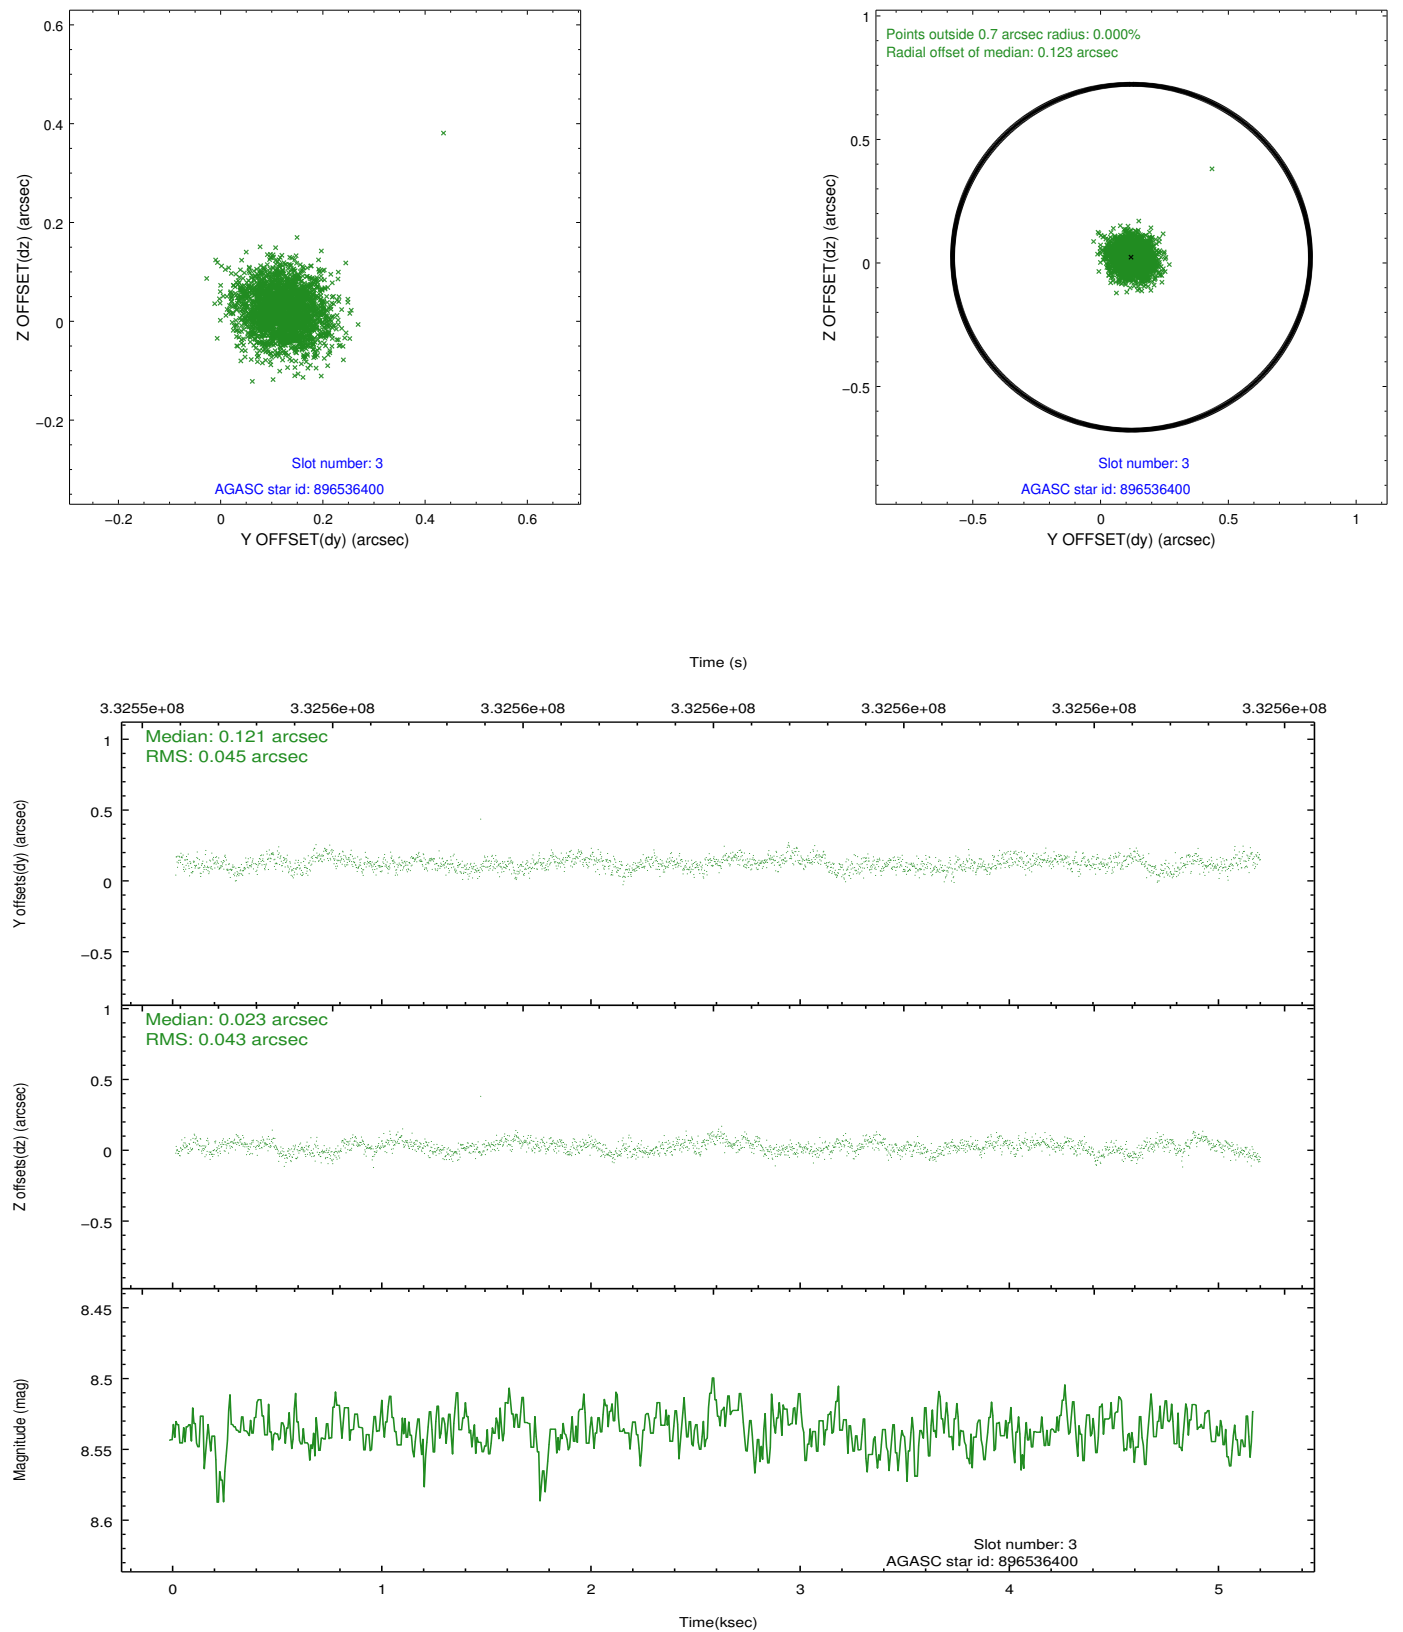 0.6
0.4
0.2
0
−0.2
Z OFFSET(dz) (arcsec)
Slot number: 3
AGASC star id: 896536400
−0.2 0 0.2 0.4 0.6
Y OFFSET(dy) (arcsec)
Points outside 0.7 arcsec radius: 0.000%
Radial offset of median: 0.123 arcsec
1
0.5
0
−0.5
Z OFFSET(dz) (arcsec)
Slot number: 3
AGASC star id: 896536400
−0.5 0 0.5 1
Y OFFSET(dy) (arcsec)
Time (s)
3.3255e+08 3.3256e+08 3.3256e+08 3.3256e+08 3.3256e+08 3.3256e+08 3.3256e+08
Median: 0.121 arcsec
RMS: 0.045 arcsec
1
0.5
0
−0.5
Y offsets(dy) (arcsec)
Median: 0.023 arcsec
RMS: 0.043 arcsec
1
0.5
0
−0.5
Z offsets(dz) (arcsec)
8.45
8.5
8.55
8.6
Magnitude (mag)
Slot number: 3
AGASC star id: 896536400
0 1 2 3 4 5
Time(ksec)